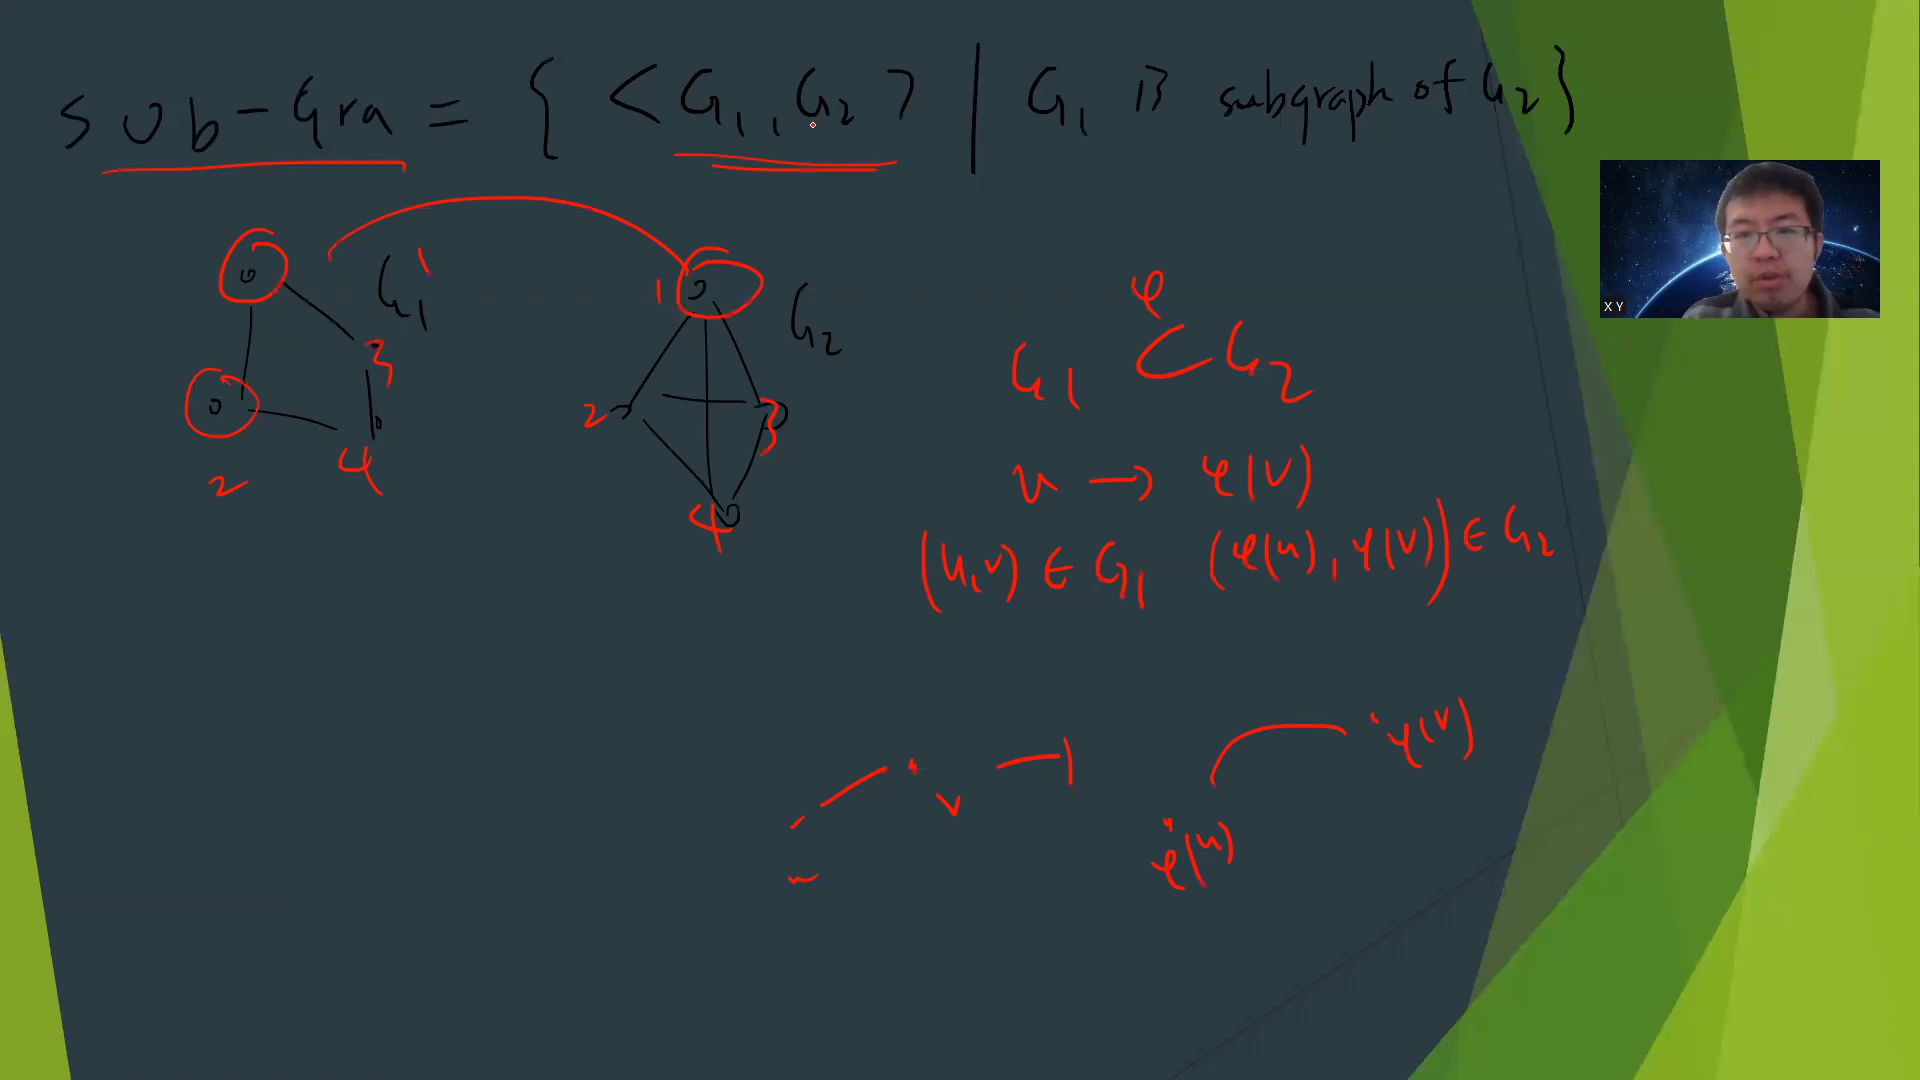 sub-Gra = { <G1, G2> | G1 is subgraph of G2}
1
G1
1
G2
3
2
3
4
2
4
φ
G1 ⊂ G2
u → φ(v)
(u,v) ∈ G1 (φ(u), φ(v)) ∈ G2
v
φ(v)
u
φ(u)
X Y